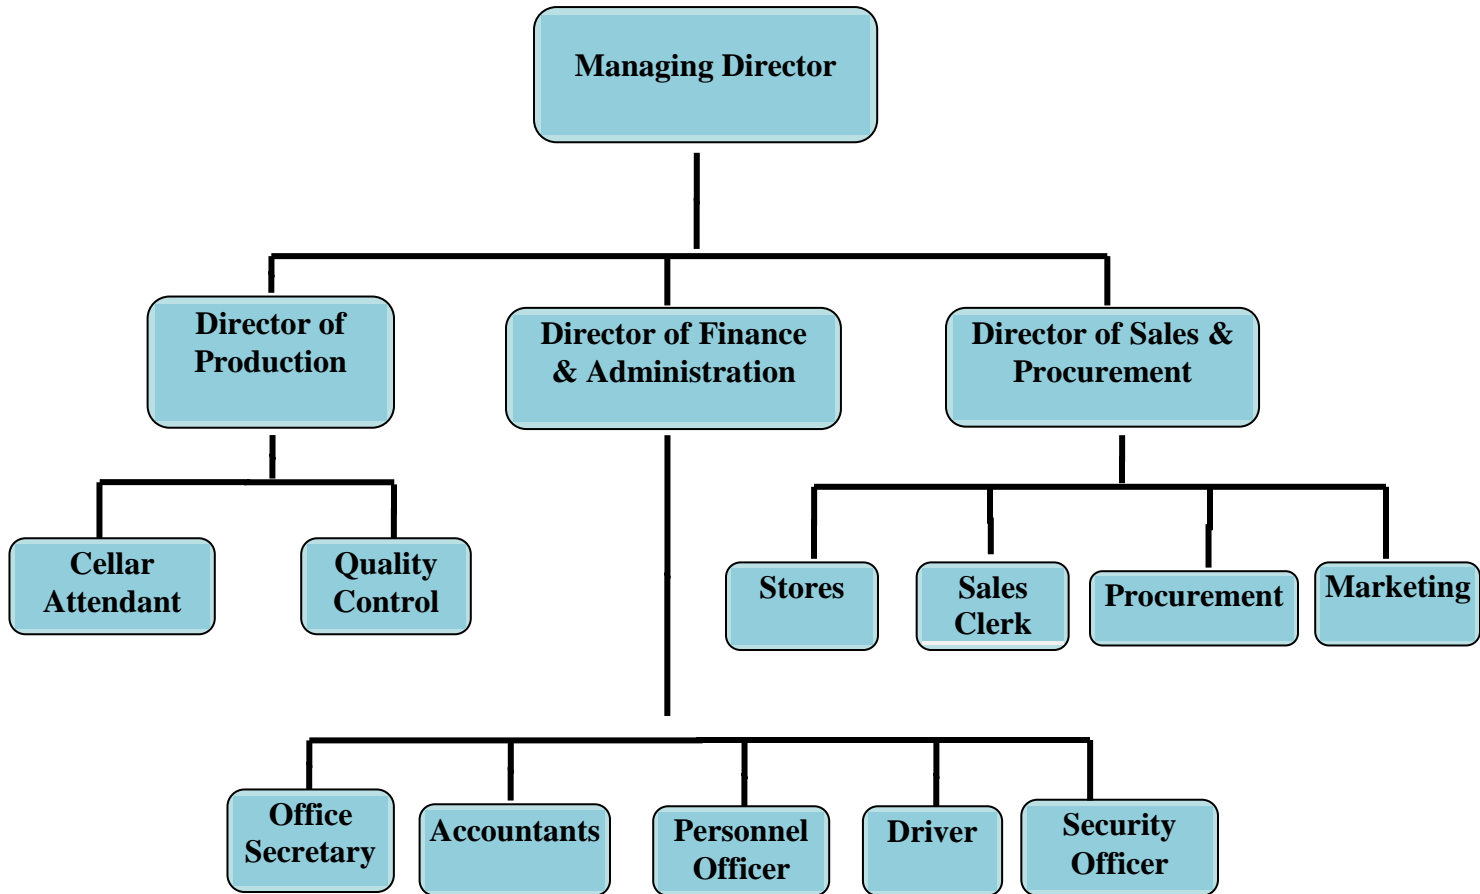 Managing Director
Director of
Production
Director of Finance
& Administration
Director of Sales &
Procurement
Cellar
Attendant
Quality
Control
Stores
Sales
Clerk
Procurement
Marketing
Office
Secretary
Accountants
Personnel
Officer
Driver
Security
Officer